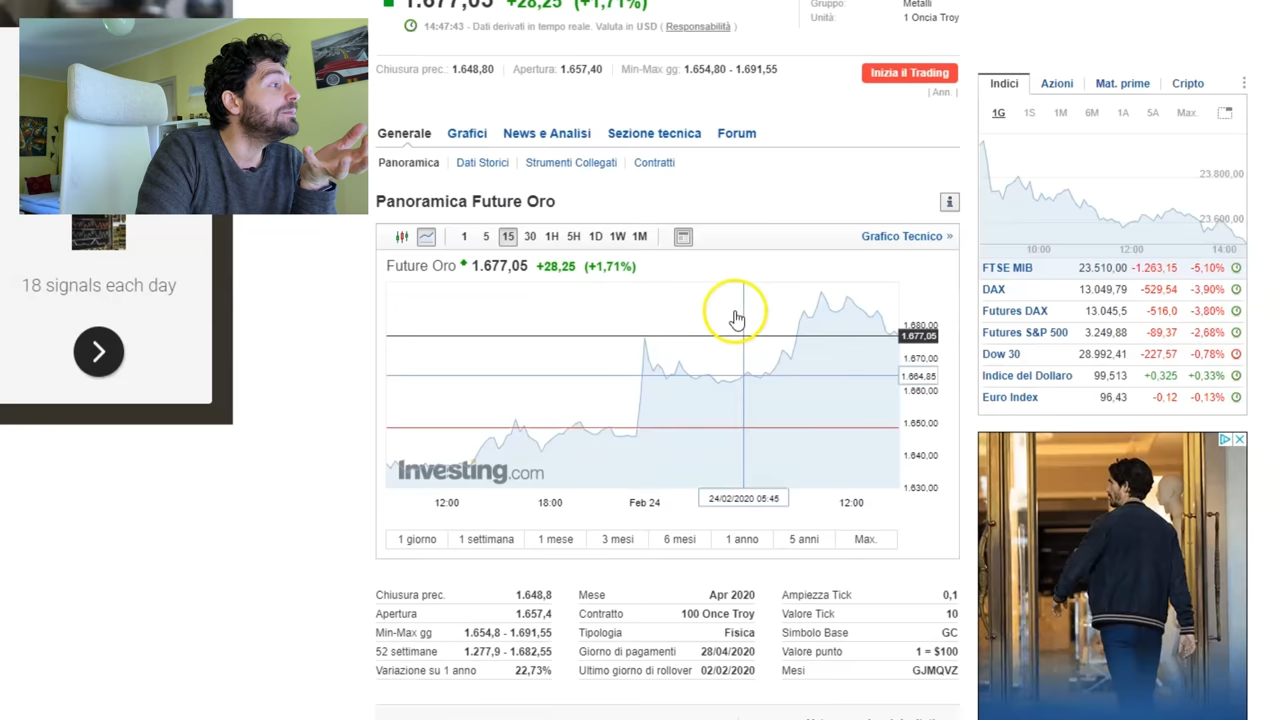 1.677,05 +28,25 (+1,71%)
14:47:43 - Dati derivati in tempo reale. Valuta in USD ( Responsabilità )
Gruppo: Metalli
Unità: 1 Oncia Troy
Chiusura prec.: 1.648,80 Apertura: 1.657,40 Min-Max gg: 1.654,80 - 1.691,55
Inizia il Trading
| Ann. |
Generale Grafici News e Analisi Sezione tecnica Forum
Panoramica Dati Storici Strumenti Collegati Contratti
Panoramica Future Oro
i
1 5 15 30 1H 5H 1D 1W 1M
Grafico Tecnico »
Future Oro 1.677,05 +28,25 (+1,71%)
1.680,00
1.677,05
1.670,00
1.664,85
1.660,00
1.650,00
1.640,00
1.630,00
Investing.com
12:00 18:00 Feb 24 24/02/2020 05:45 12:00
1 giorno 1 settimana 1 mese 3 mesi 6 mesi 1 anno 5 anni Max.
Chiusura prec. 1.648,8 Mese Apr 2020 Ampiezza Tick 0,1
Apertura 1.657,4 Contratto 100 Once Troy Valore Tick 10
Min-Max gg 1.654,8 - 1.691,55 Tipologia Fisica Simbolo Base GC
52 settimane 1.277,9 - 1.682,55 Giorno di pagamenti 28/04/2020 Valore punto 1 = $100
Variazione su 1 anno 22,73% Ultimo giorno di rollover 02/02/2020 Mesi GJMQVZ
18 signals each day
Indici Azioni Mat. prime Cripto
1G 1S 1M 6M 1A 5A Max.
23.800,00
23.600,00
10:00 12:00 14:00
FTSE MIB 23.510,00 -1.263,15 -5,10%
DAX 13.049,79 -529,54 -3,90%
Futures DAX 13.045,5 -516,0 -3,80%
Futures S&P 500 3.249,88 -89,37 -2,68%
Dow 30 28.992,41 -227,57 -0,78%
Indice del Dollaro 99,513 +0,325 +0,33%
Euro Index 96,43 -0,12 -0,13%